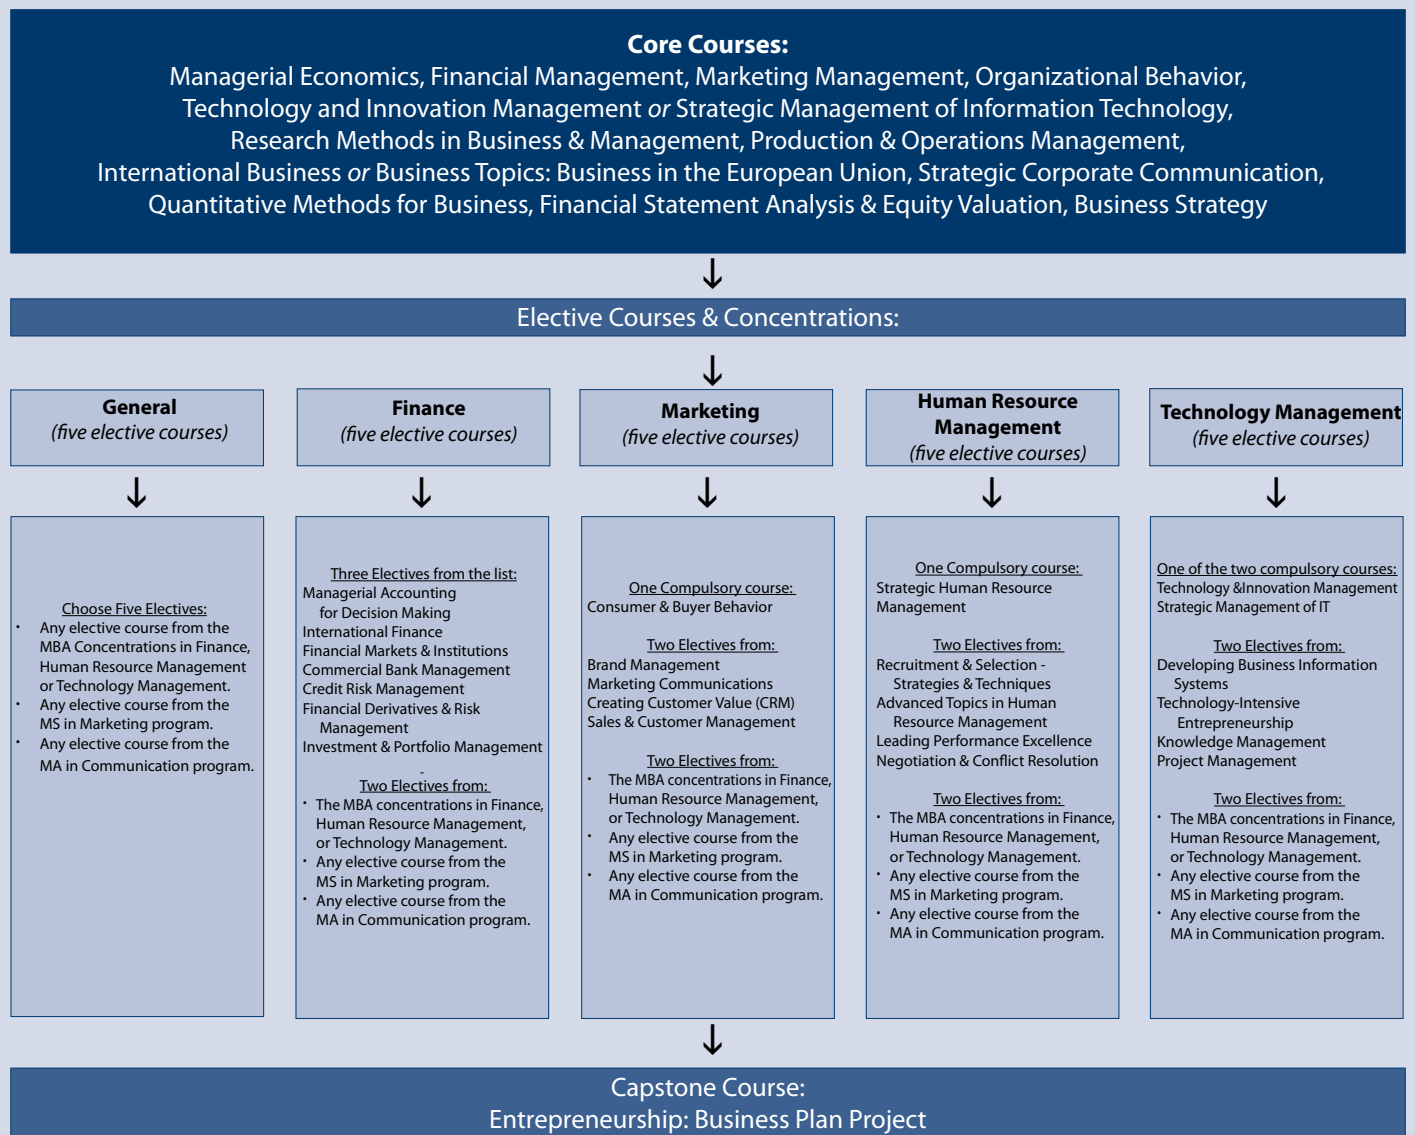 Core Courses:
Managerial Economics, Financial Management, Marketing Management, Organizational Behavior,
Technology and Innovation Management or Strategic Management of Information Technology,
Research Methods in Business & Management, Production & Operations Management,
International Business or Business Topics: Business in the European Union, Strategic Corporate Communication,
Quantitative Methods for Business, Financial Statement Analysis & Equity Valuation, Business Strategy
↓
Elective Courses & Concentrations:
↓
General
(five elective courses)
↓
Choose Five Electives:
• Any elective course from the
MBA Concentrations in Finance,
Human Resource Management
or Technology Management.
• Any elective course from the
MS in Marketing program.
• Any elective course from the
MA in Communication program.
Finance
(five elective courses)
↓
Three Electives from the list:
Managerial Accounting
for Decision Making
International Finance
Financial Markets & Institutions
Commercial Bank Management
Credit Risk Management
Financial Derivatives & Risk
Management
Investment & Portfolio Management
-
Two Electives from:
• The MBA concentrations in Finance,
Human Resource Management,
or Technology Management.
• Any elective course from the
MS in Marketing program.
• Any elective course from the
MA in Communication program.
Marketing
(five elective courses)
↓
One Compulsory course:
Consumer & Buyer Behavior
Two Electives from:
Brand Management
Marketing Communications
Creating Customer Value (CRM)
Sales & Customer Management
Two Electives from:
• The MBA concentrations in Finance,
Human Resource Management,
or Technology Management.
• Any elective course from the
MS in Marketing program.
• Any elective course from the
MA in Communication program.
Human Resource
Management
(five elective courses)
↓
One Compulsory course:
Strategic Human Resource
Management
Two Electives from:
Recruitment & Selection -
Strategies & Techniques
Advanced Topics in Human
Resource Management
Leading Performance Excellence
Negotiation & Conflict Resolution
Two Electives from:
• The MBA concentrations in Finance,
Human Resource Management,
or Technology Management.
• Any elective course from the
MS in Marketing program.
• Any elective course from the
MA in Communication program.
Technology Management
(five elective courses)
↓
One of the two compulsory courses:
Technology &Innovation Management
Strategic Management of IT
Two Electives from:
Developing Business Information
Systems
Technology-Intensive
Entrepreneurship
Knowledge Management
Project Management
Two Electives from:
• The MBA concentrations in Finance,
Human Resource Management,
or Technology Management.
• Any elective course from the
MS in Marketing program.
• Any elective course from the
MA in Communication program.
↓
Capstone Course:
Entrepreneurship: Business Plan Project